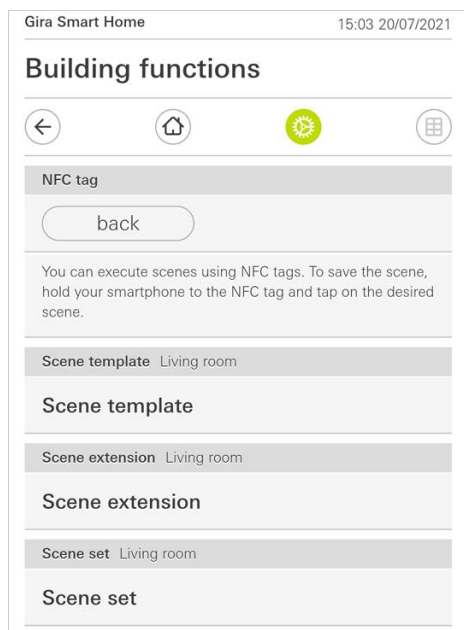 Gira Smart Home 15:03 20/07/2021
Building functions
NFC tag
back
You can execute scenes using NFC tags. To save the scene,
hold your smartphone to the NFC tag and tap on the desired
scene.
Scene template Living room
Scene template
Scene extension Living room
Scene extension
Scene set Living room
Scene set